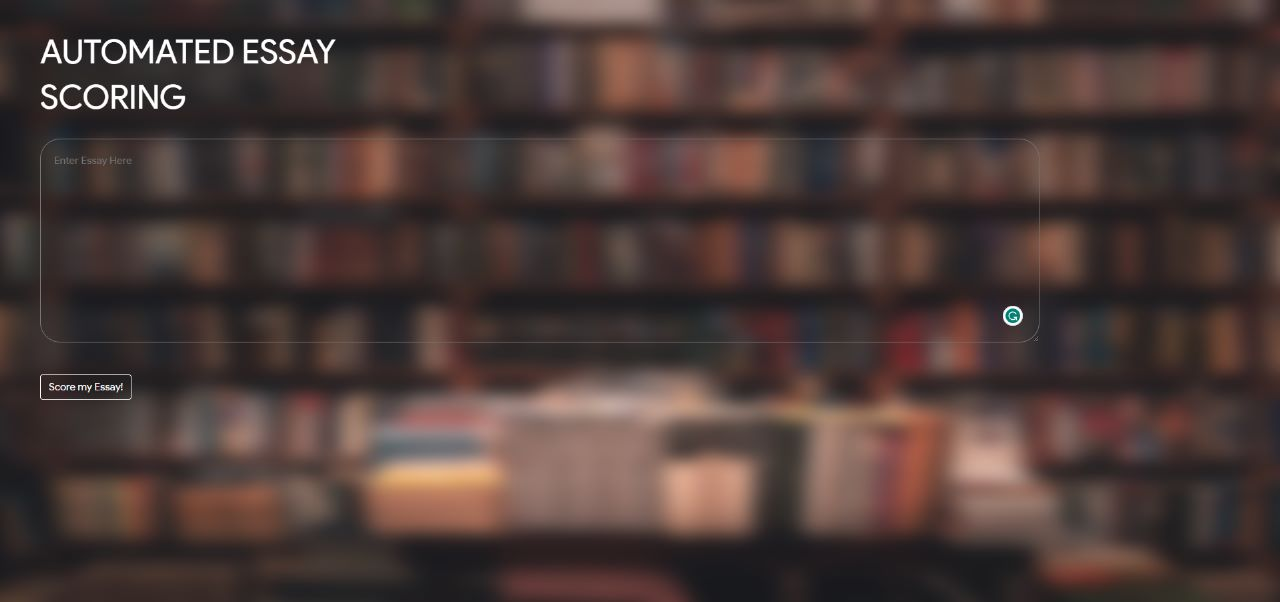 AUTOMATED ESSAY
SCORING
Enter Essay Here
Score my Essay!